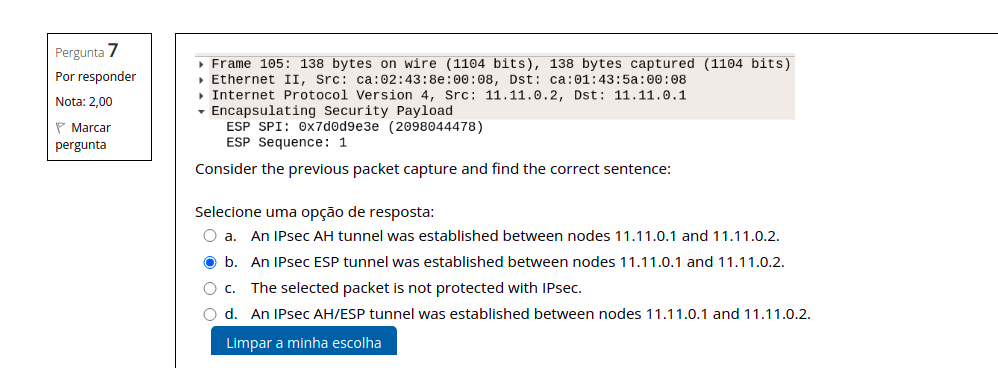 Pergunta 7
Por responder
Nota: 2,00
Marcar
pergunta
Frame 105: 138 bytes on wire (1104 bits), 138 bytes captured (1104 bits)
Ethernet II, Src: ca:02:43:8e:00:08, Dst: ca:01:43:5a:00:08
Internet Protocol Version 4, Src: 11.11.0.2, Dst: 11.11.0.1
Encapsulating Security Payload
ESP SPI: 0x7d0d9e3e (2098044478)
ESP Sequence: 1
Consider the previous packet capture and find the correct sentence:
Selecione uma opção de resposta:
a. An IPsec AH tunnel was established between nodes 11.11.0.1 and 11.11.0.2.
b. An IPsec ESP tunnel was established between nodes 11.11.0.1 and 11.11.0.2.
c. The selected packet is not protected with IPsec.
d. An IPsec AH/ESP tunnel was established between nodes 11.11.0.1 and 11.11.0.2.
Limpar a minha escolha